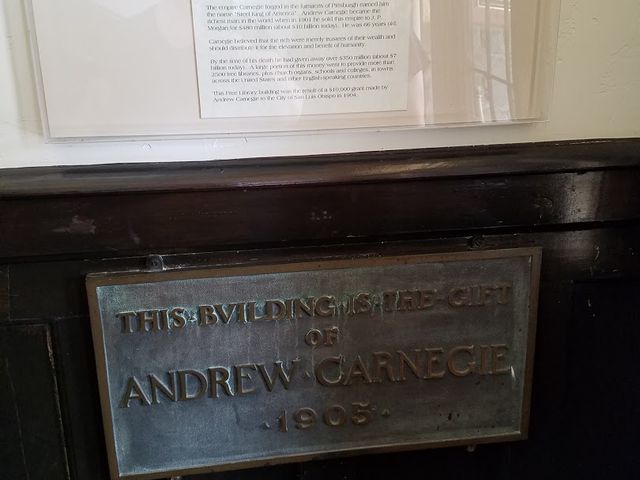 The empire Carnegie forged in the furnaces of Pittsburgh named him
the name "Steel King of America". Andrew Carnegie became the
richest man in the world when in 1901 he sold this empire to J. P.
Morgan for $480 million (about $10 billion today). He was 66 years old.
Carnegie believed that the rich were merely trustees of their wealth and
should distribute it for the elevation and benefit of humanity.
By the time of his death he had given away over $350 million (about $7
billion today). A large portion of this money went to provide more than
2500 free libraries, plus church organs, schools and colleges, in towns
across the United States and other English-speaking countries.
This Free Library building was the result of a $10,000 grant made by
Andrew Carnegie to the City of San Luis Obispo in 1904.
THIS·BVILDING·IS·THE·GIFT
OF
ANDREW·CARNEGIE
·1905·